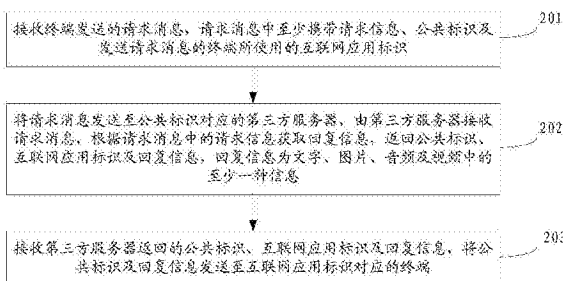 接收终端发送的请求消息，请求消息中至少携带请求信息、公共标识及
发送请求消息的终端所使用的互联网应用标识
201
将请求消息发送至公共标识对应的第三方服务器，由第三方服务器接收
请求消息，根据请求消息中的请求信息获取回复信息，返回公共标识、
互联网应用标识及回复信息，回复信息为文字、图片、音频及视频中的
至少一种信息
202
接收第三方服务器返回的公共标识、互联网应用标识及回复信息，将公
共标识及回复信息发送至互联网应用标识对应的终端
203